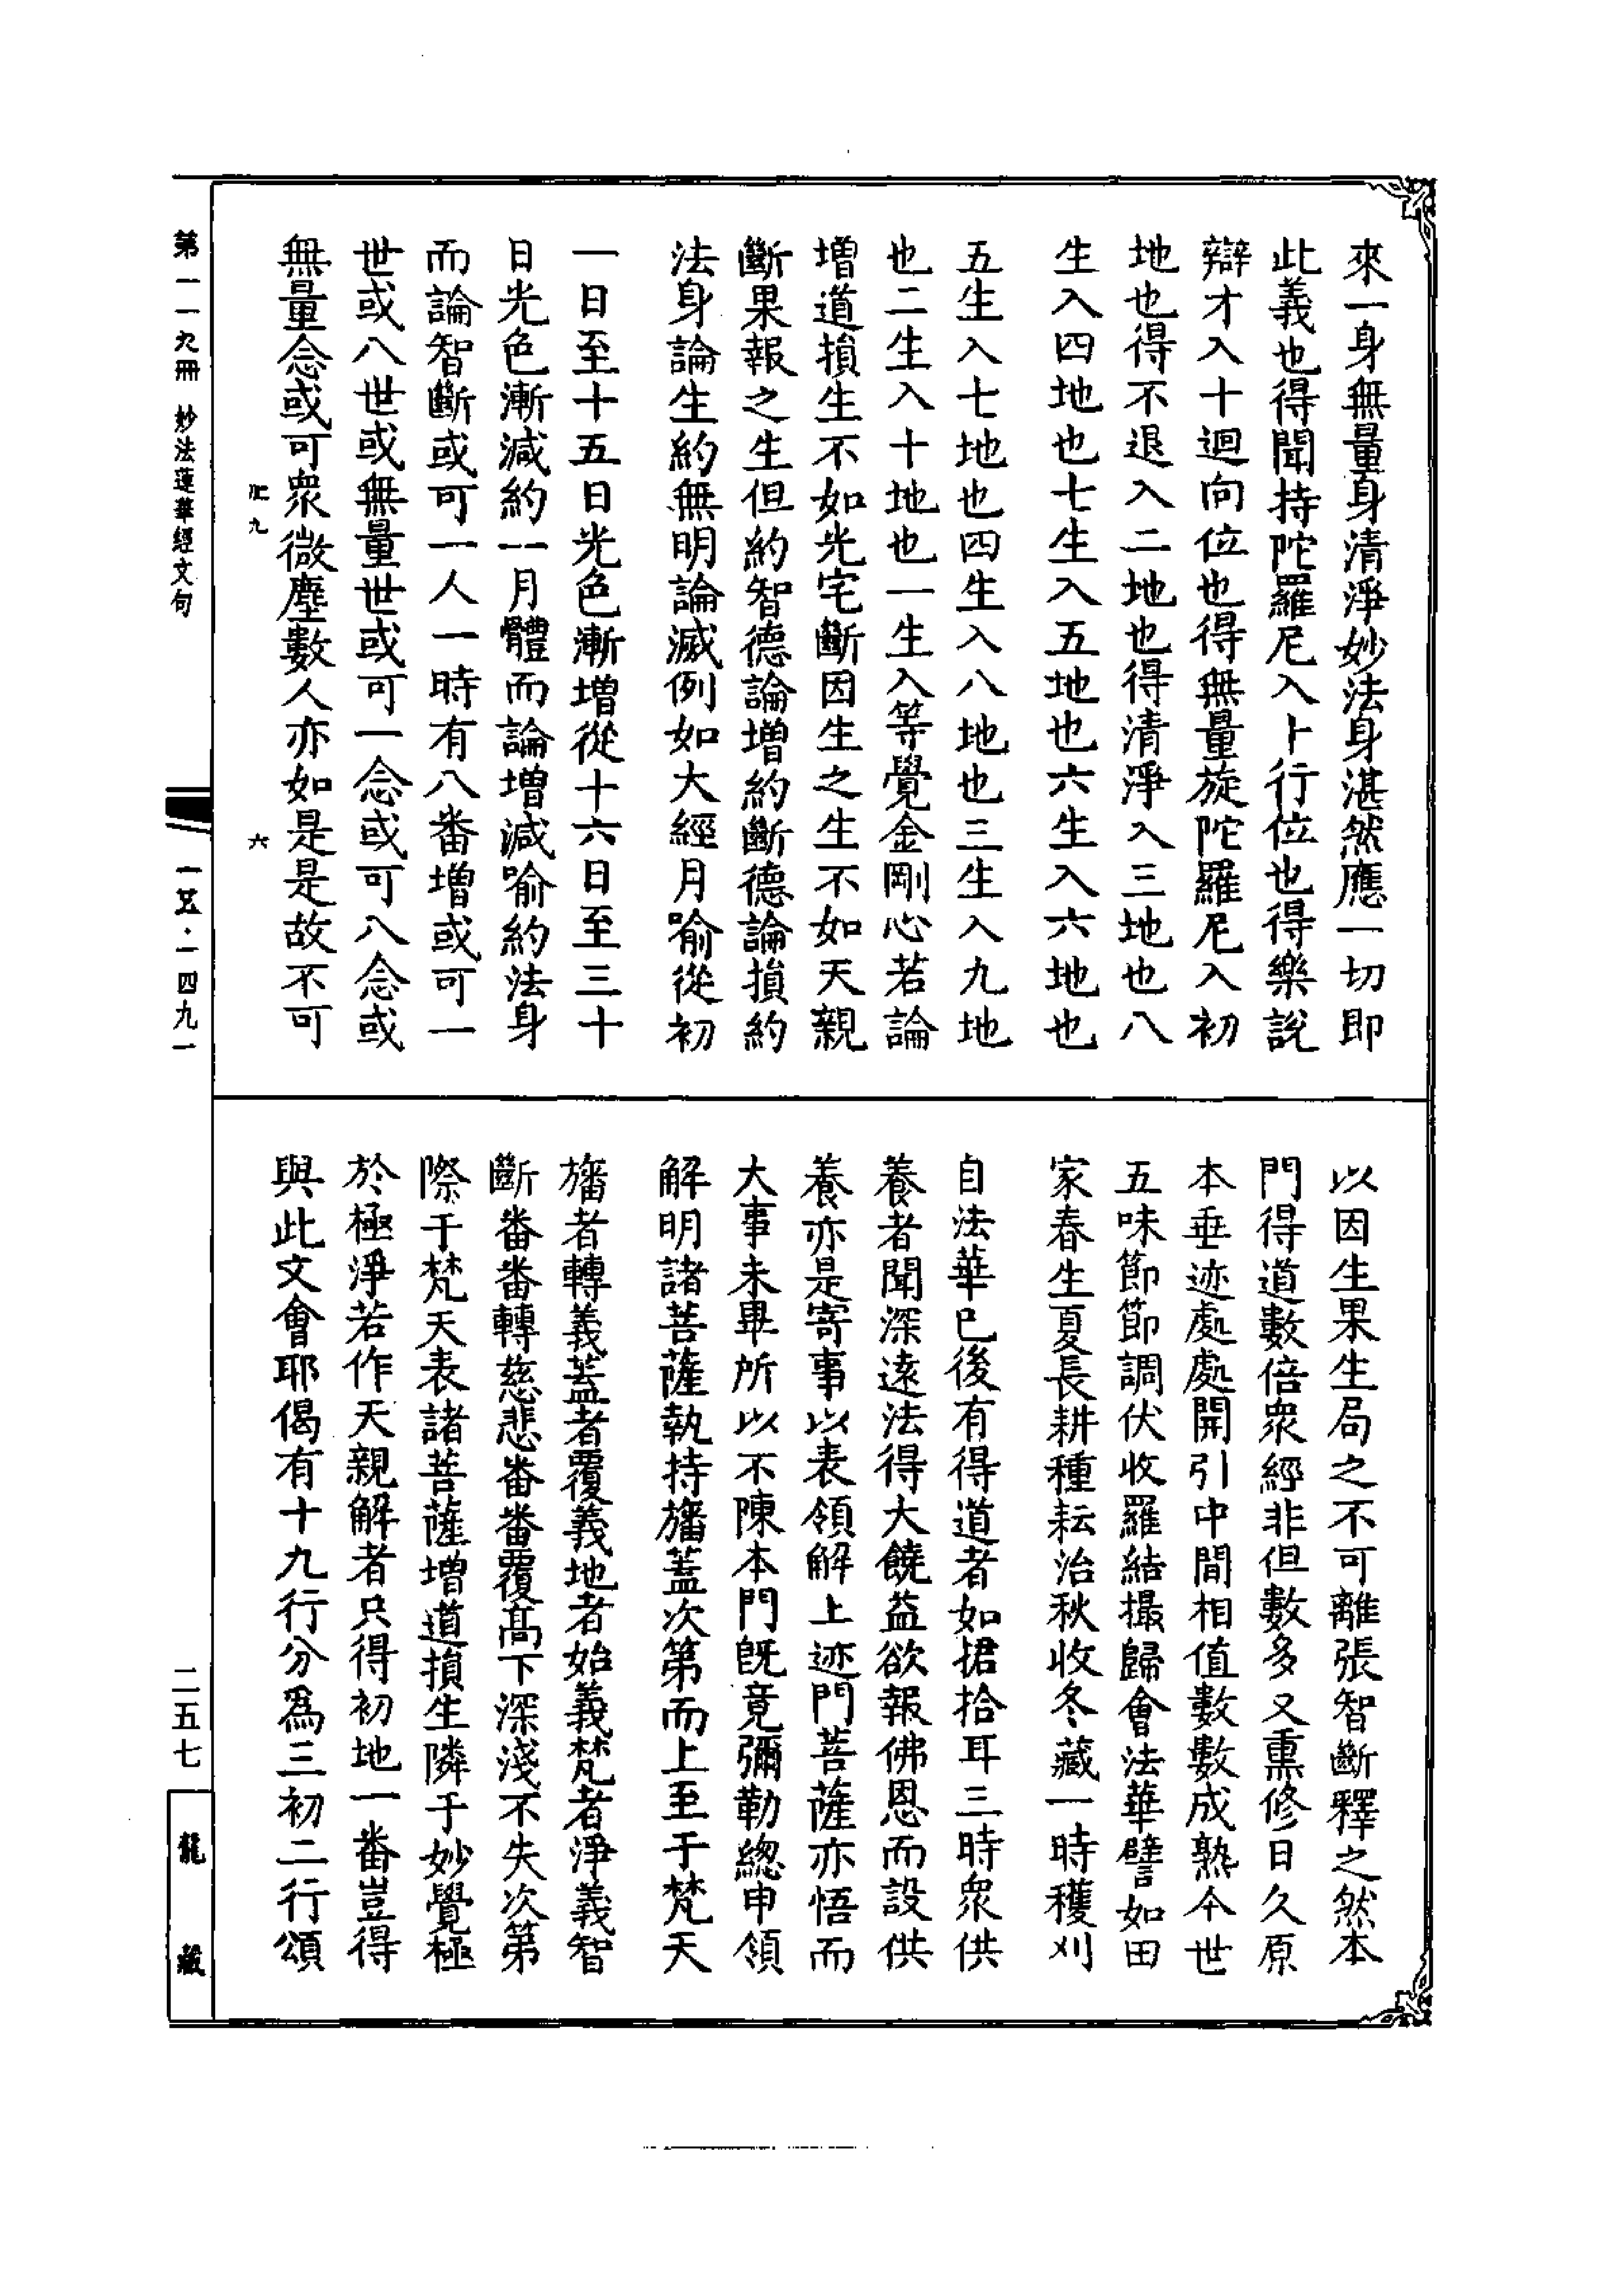 來一身無量身清淨妙法身湛然應一切即
此義也得聞持陀羅尼入十行位也得樂說
辯才入十迴向位也得無量旋陀羅尼入初
地也得不退入二地也得清淨入三地也八
生入四地也七生入五地也六生入六地也
五生入七地也四生入八地也三生入九地
也二生入十地也一生入等覺金剛心若論
增道損生不如光宅斷因生之生不如天親
斷果報之生但約智德論增約斷德論損約
法身論生約無明論滅例如大經月喻從初
一日至十五日光色漸增從十六日至三十
日光色漸減約一月體而論增減喻約法身
而論智斷或可一人一時有八番增或可一
世或八世或無量世或可一念或可八念或
無量念或可眾微塵數人亦如是是故不可
肥九 六
以因生果生局之不可離張智斷釋之然本
門得道數倍眾經非但數多又熏修日久原
本垂迹處處開引中間相值數數成熟今世
五味節節調伏收羅結撮歸會法華譬如田
家春生夏長耕種耘治秋收冬藏一時穫刈
自法華已後有得道者如捃拾耳三時眾供
養者聞深遠法得大饒益欲報佛恩而設供
養亦是寄事以表領解上迹門菩薩亦悟而
大事未畢所以不陳本門既竟彌勒總申領
解明諸菩薩執持旛蓋次第而上至于梵天
旛者轉義蓋者覆義地者始義梵者淨義智
斷番番轉慈悲番番覆高下深淺不失次第
際于梵天表諸菩薩增道損生隣于妙覺極
於極淨若作天親解者只得初地一番豈得
與此文會耶偈有十九行分為三初二行頌
第一一九冊 妙法蓮華經文句
一五·一四九一
二五七
龍藏